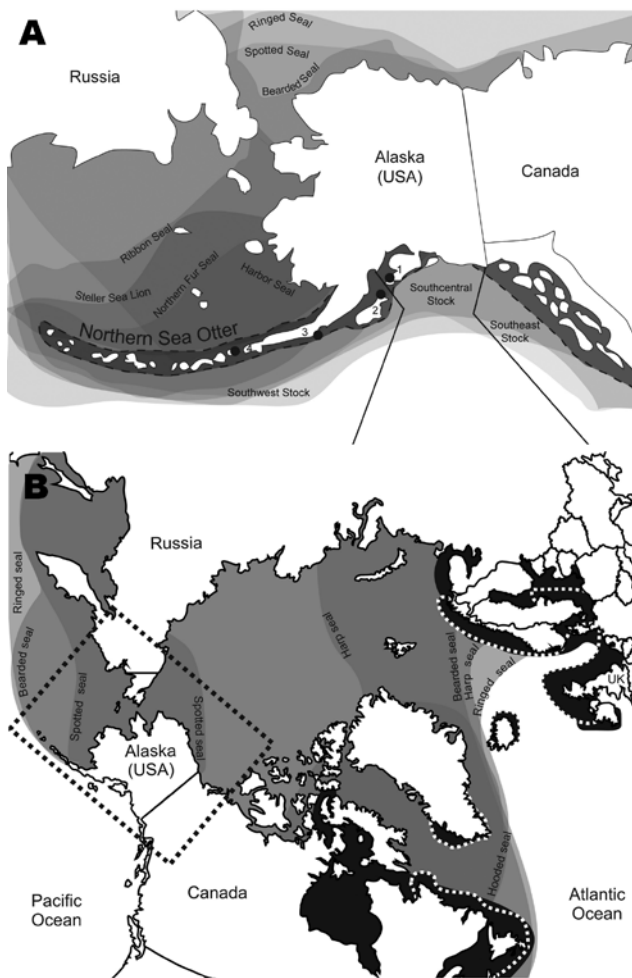 A
Ringed Seal
Spotted Seal
Bearded Seal
Russia
Alaska
(USA)
Canada
Ribbon Seal
Northern Fur Seal
Harbor Seal
Steller Sea Lion
Northern Sea Otter
1
2
3
4
Southcentral
Stock
Southeast
Stock
Southwest Stock
B
Russia
Ringed seal
Bearded seal
Spotted seal
Spotted seal
Harp seal
Bearded seal
Harp seal
Ringed seal
UK
Alaska
(USA)
Hooded seal
Pacific
Ocean
Canada
Atlantic
Ocean